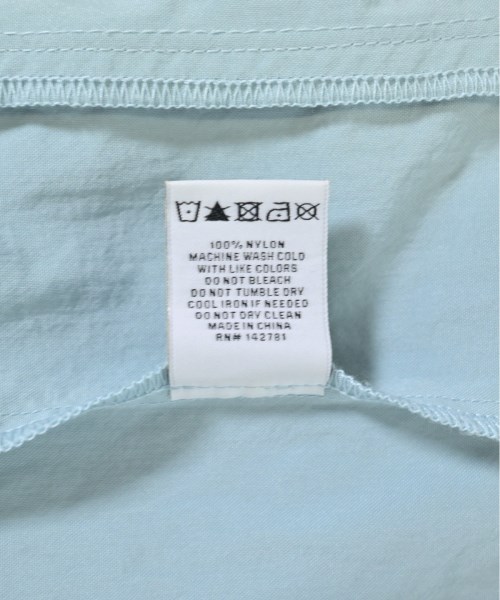 100% NYLON
MACHINE WASH COLD
WITH LIKE COLORS
DO NOT BLEACH
DO NOT TUMBLE DRY
COOL IRON IF NEEDED
DO NOT DRY CLEAN
MADE IN CHINA
RN# 142781